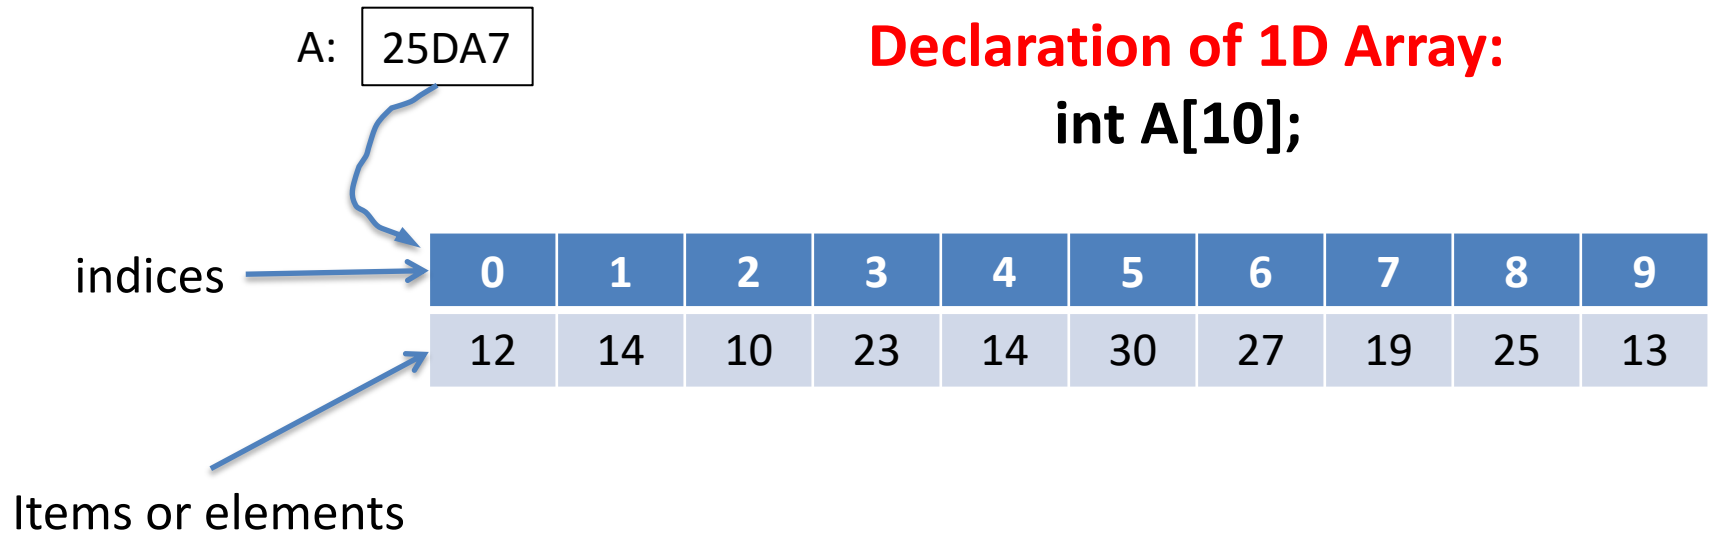 A: 25DA7
Declaration of 1D Array:
int A[10];
indices
0 1 2 3 4 5 6 7 8 9
12 14 10 23 14 30 27 19 25 13
Items or elements